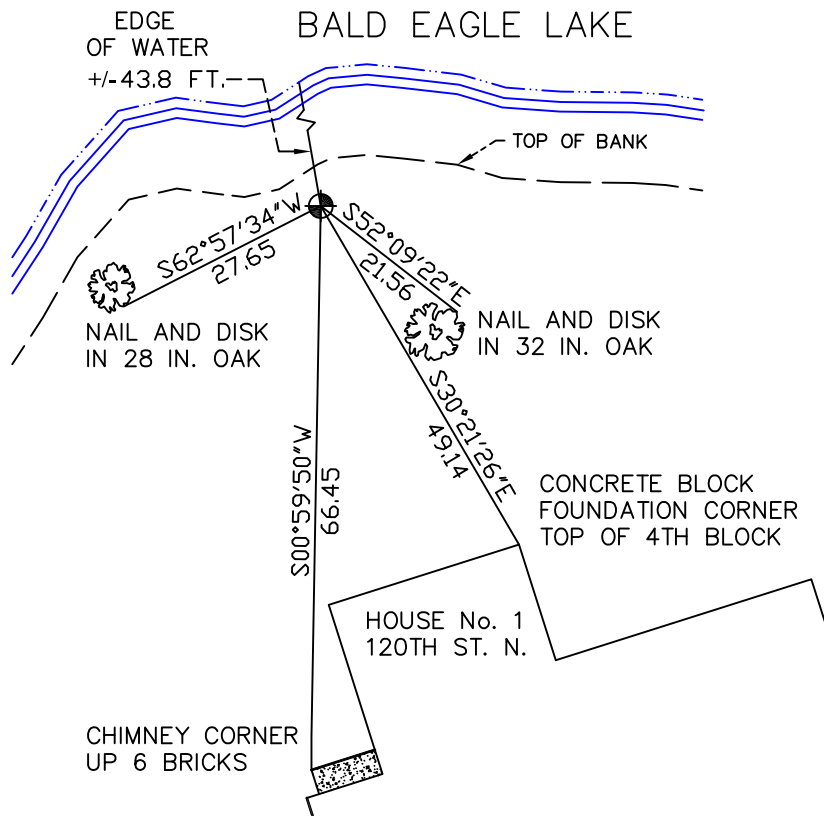 EDGE
OF WATER
+/-43.8 FT.
BALD EAGLE LAKE
TOP OF BANK
S62°57'34"W
27.65
S52°09'22"E
21.56
NAIL AND DISK
IN 28 IN. OAK
NAIL AND DISK
IN 32 IN. OAK
S30°21'26"E
49.14
S00°59'50"W
66.45
CONCRETE BLOCK
FOUNDATION CORNER
TOP OF 4TH BLOCK
HOUSE No. 1
120TH ST. N.
CHIMNEY CORNER
UP 6 BRICKS